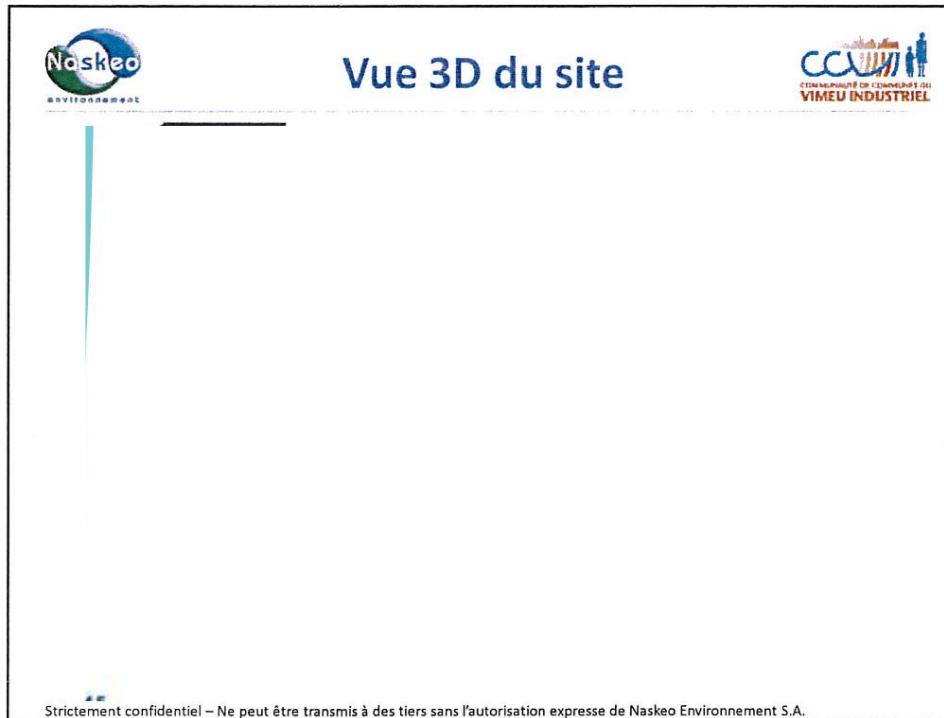 Naskeo
environnement
Vue 3D du site
CCVI
COMMUNAUTÉ DE COMMUNES DU
VIMEU INDUSTRIEL
Strictement confidentiel – Ne peut être transmis à des tiers sans l'autorisation expresse de Naskeo Environnement S.A.